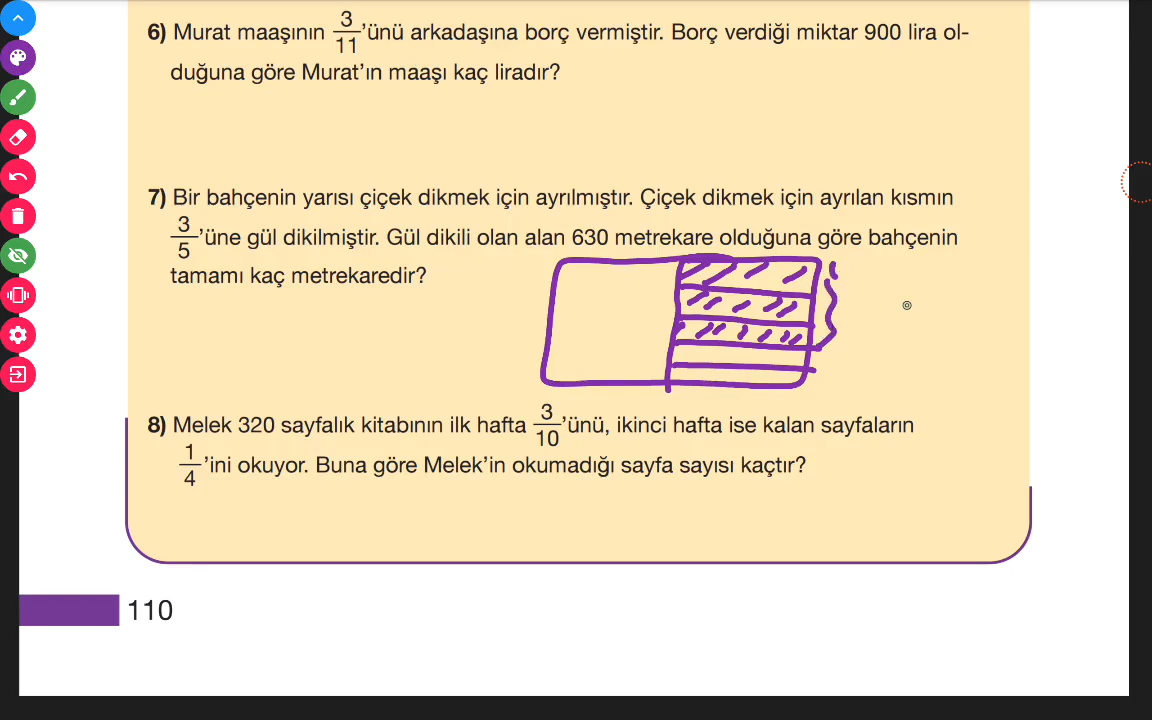 6) Murat maaşının 3/11'ünü arkadaşına borç vermiştir. Borç verdiği miktar 900 lira ol-
duğuna göre Murat'ın maaşı kaç liradır?
7) Bir bahçenin yarısı çiçek dikmek için ayrılmıştır. Çiçek dikmek için ayrılan kısmın
3/5'üne gül dikilmiştir. Gül dikili olan alan 630 metrekare olduğuna göre bahçenin
tamamı kaç metrekaredir?
8) Melek 320 sayfalık kitabının ilk hafta 3/10'ünü, ikinci hafta ise kalan sayfaların
1/4'ini okuyor. Buna göre Melek'in okumadığı sayfa sayısı kaçtır?
110